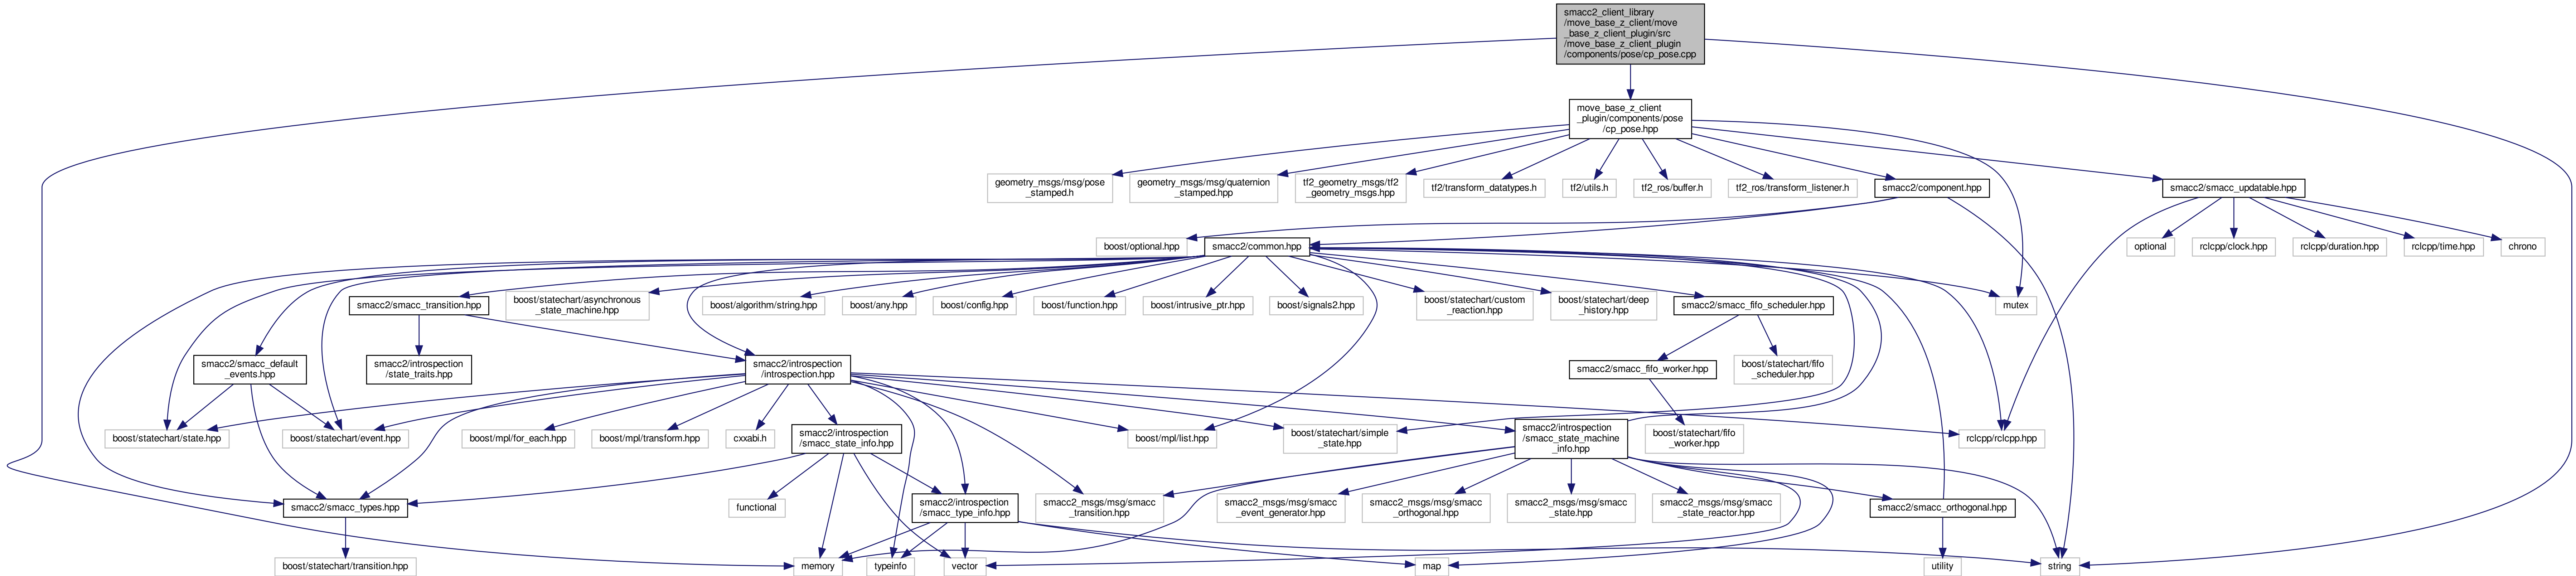 smacc2_client_library
/move_base_z_client/move
_base_z_client_plugin/src
/move_base_z_client_plugin
/components/pose/cp_pose.cpp
move_base_z_client
_plugin/components/pose
/cp_pose.hpp
geometry_msgs/msg/pose
_stamped.h
geometry_msgs/msg/quaternion
_stamped.hpp
tf2_geometry_msgs/tf2
_geometry_msgs.hpp
tf2/transform_datatypes.h
tf2/utils.h
tf2_ros/buffer.h
tf2_ros/transform_listener.h
smacc2/component.hpp
smacc2/smacc_updatable.hpp
boost/optional.hpp
smacc2/common.hpp
optional
rclcpp/clock.hpp
rclcpp/duration.hpp
rclcpp/time.hpp
chrono
smacc2/smacc_transition.hpp
boost/statechart/asynchronous
_state_machine.hpp
boost/algorithm/string.hpp
boost/any.hpp
boost/config.hpp
boost/function.hpp
boost/intrusive_ptr.hpp
boost/signals2.hpp
boost/statechart/custom
_reaction.hpp
boost/statechart/deep
_history.hpp
smacc2/smacc_fifo_scheduler.hpp
mutex
smacc2/smacc_default
_events.hpp
smacc2/introspection
/state_traits.hpp
smacc2/introspection
/introspection.hpp
smacc2/smacc_fifo_worker.hpp
boost/statechart/fifo
_scheduler.hpp
boost/statechart/state.hpp
boost/statechart/event.hpp
boost/mpl/for_each.hpp
boost/mpl/transform.hpp
cxxabi.h
smacc2/introspection
/smacc_state_info.hpp
boost/mpl/list.hpp
boost/statechart/simple
_state.hpp
smacc2/introspection
/smacc_state_machine
_info.hpp
boost/statechart/fifo
_worker.hpp
rclcpp/rclcpp.hpp
smacc2/smacc_types.hpp
functional
smacc2/introspection
/smacc_type_info.hpp
smacc2_msgs/msg/smacc
_transition.hpp
smacc2_msgs/msg/smacc
_event_generator.hpp
smacc2_msgs/msg/smacc
_orthogonal.hpp
smacc2_msgs/msg/smacc
_state.hpp
smacc2_msgs/msg/smacc
_state_reactor.hpp
smacc2/smacc_orthogonal.hpp
boost/statechart/transition.hpp
memory
typeinfo
vector
map
utility
string